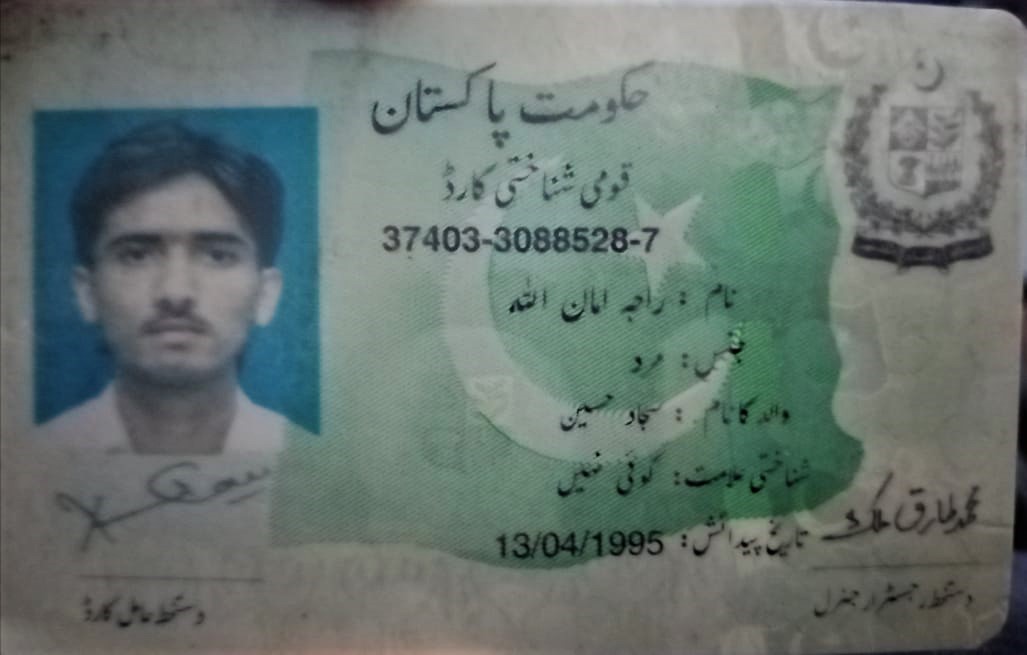 حکومت پاکستان
قومی شناختی کارڈ
37403-3088528-7
نام : راجہ امان اللہ
جنس: مرد
والد کا نام : سجاد حسین
شناختی علامت: کوئی نہیں
تاریخ پیدائش: 13/04/1995
محمد طارق ملک
دستخط حامل کارڈ
دستخط رجسٹرار جنرل